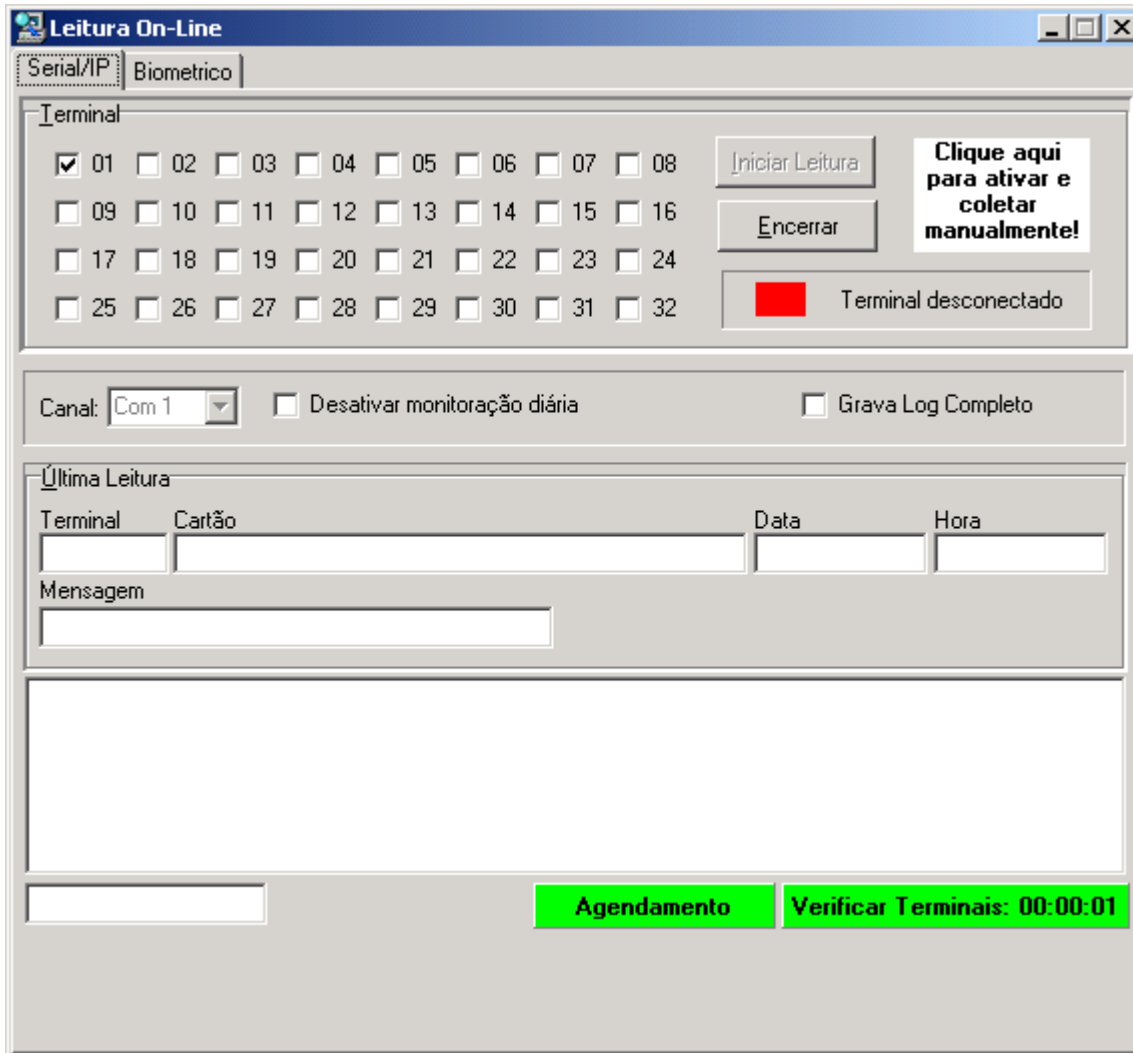 Leitura On-Line
Serial/IP Biometrico
Terminal
01 02 03 04 05 06 07 08
09 10 11 12 13 14 15 16
17 18 19 20 21 22 23 24
25 26 27 28 29 30 31 32
Iniciar Leitura
Encerrar
Clique aqui
para ativar e
coletar
manualmente!
Terminal desconectado
Canal: Com 1 Desativar monitoração diária Grava Log Completo
Última Leitura
Terminal Cartão Data Hora
Mensagem
Agendamento Verificar Terminais: 00:00:01